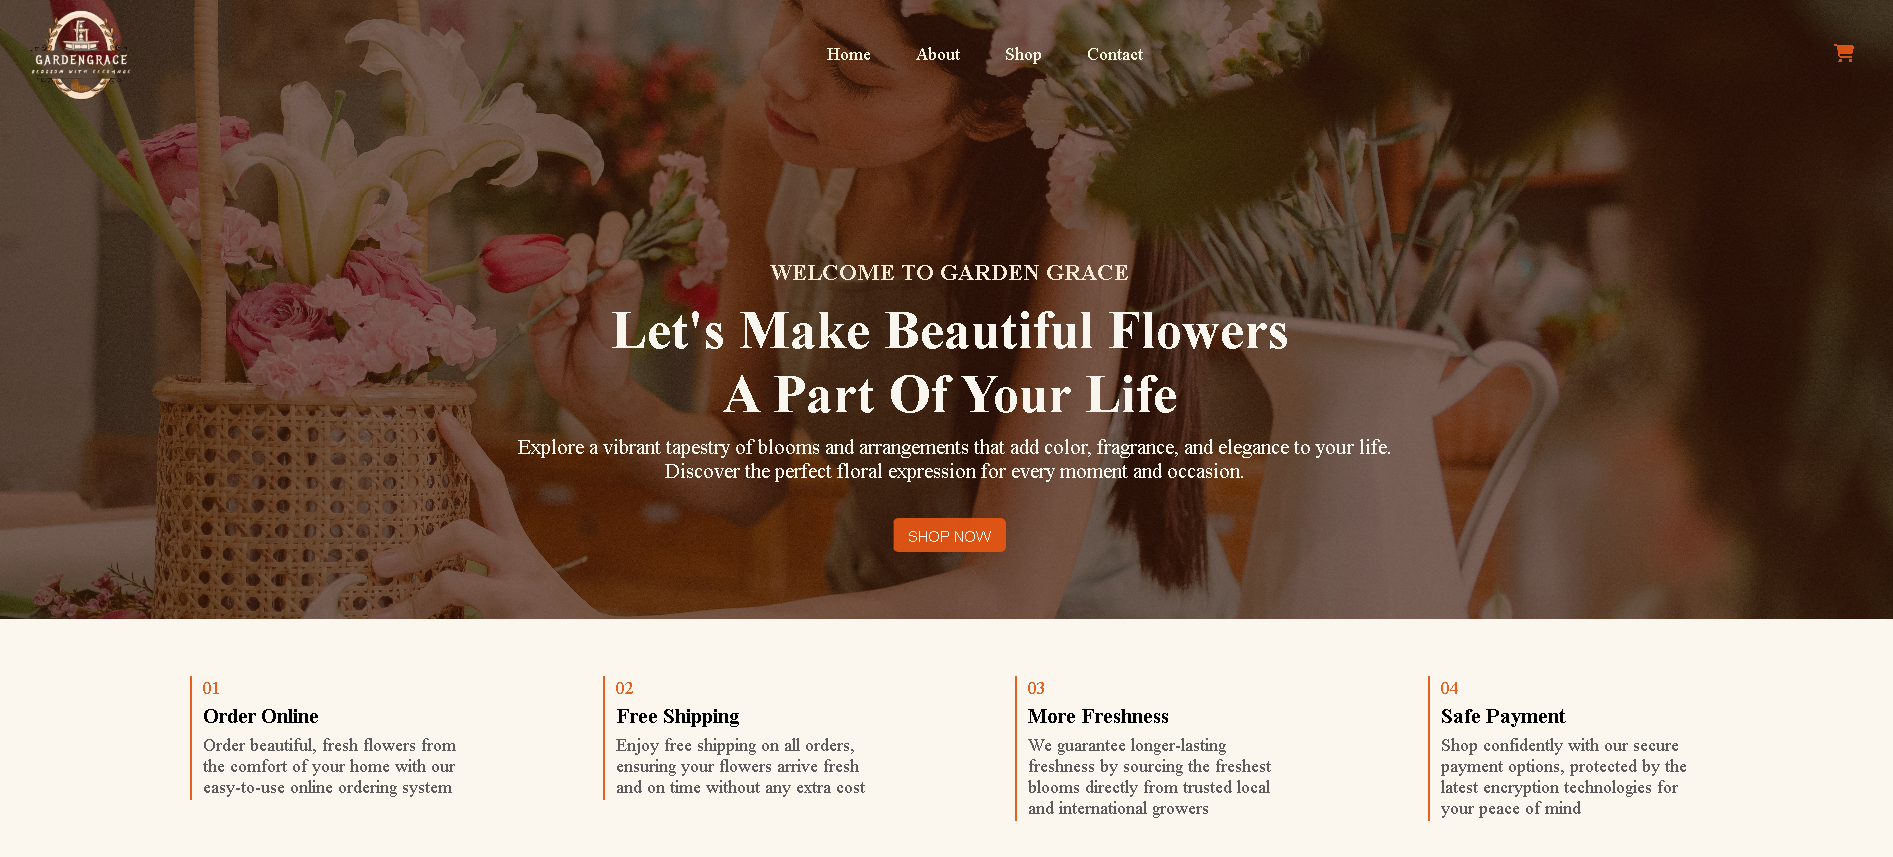 GARDENGRACE
BLOSSOM WITH ELEGANCE
Home About Shop Contact
WELCOME TO GARDEN GRACE
Let's Make Beautiful Flowers
A Part Of Your Life
Explore a vibrant tapestry of blooms and arrangements that add color, fragrance, and elegance to your life.
Discover the perfect floral expression for every moment and occasion.
SHOP NOW
01
Order Online
Order beautiful, fresh flowers from
the comfort of your home with our
easy-to-use online ordering system
02
Free Shipping
Enjoy free shipping on all orders,
ensuring your flowers arrive fresh
and on time without any extra cost
03
More Freshness
We guarantee longer-lasting
freshness by sourcing the freshest
blooms directly from trusted local
and international growers
04
Safe Payment
Shop confidently with our secure
payment options, protected by the
latest encryption technologies for
your peace of mind